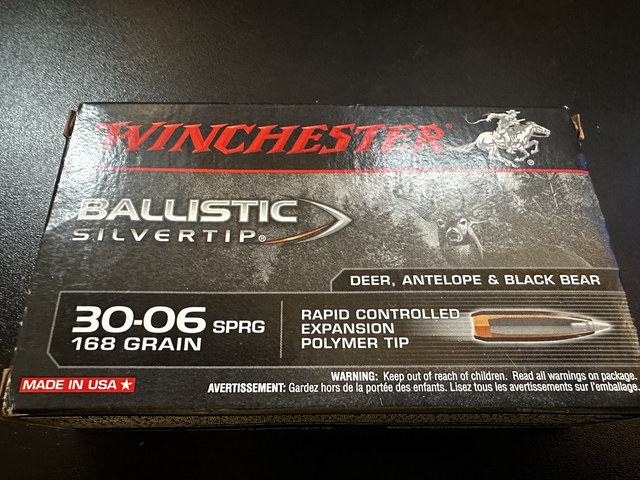 WINCHESTER®
BALLISTIC
SILVERTIP®
DEER, ANTELOPE & BLACK BEAR
30-06 SPRG
168 GRAIN
RAPID CONTROLLED
EXPANSION
POLYMER TIP
WARNING: Keep out of reach of children. Read all warnings on package.
AVERTISSEMENT: Gardez hors de la portée des enfants. Lisez tous les avertissements sur l'emballage.
MADE IN USA